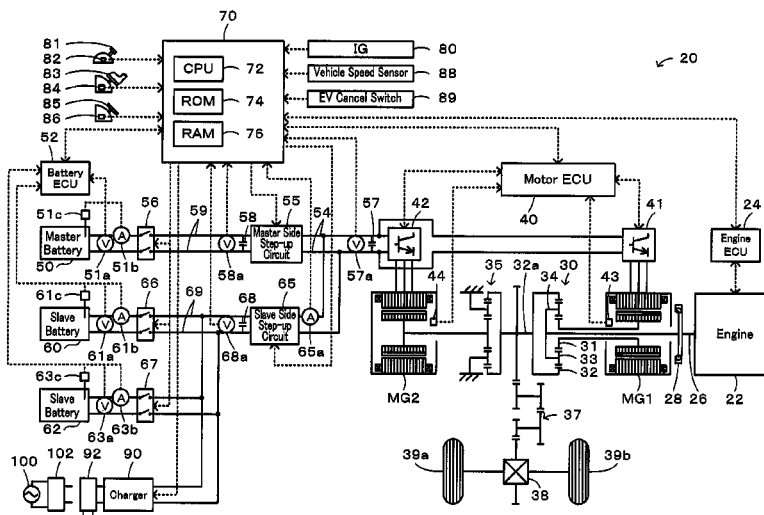 81
82
83
84
85
86
70
CPU
72
ROM
74
RAM
76
IG
80
Vehicle Speed Sensor
88
EV Cancel Switch
89
20
52
Battery
ECU
Motor ECU
40
24
Engine
ECU
51c
Master
Battery
50
51a
V
51b
A
56
59
58
V
58a
55
Master Side
Step-up
Circuit
54
57
V
57a
42
41
44
35
32a
34
30
43
61c
Slave
Battery
60
61a
V
61b
A
66
69
68
V
68a
65
Slave Side
Step-up
Circuit
A
65a
MG2
31
33
32
MG1
28
26
Engine
22
63c
Slave
Battery
62
63a
V
63b
A
67
37
39a
39b
38
100
102
92
90
Charger